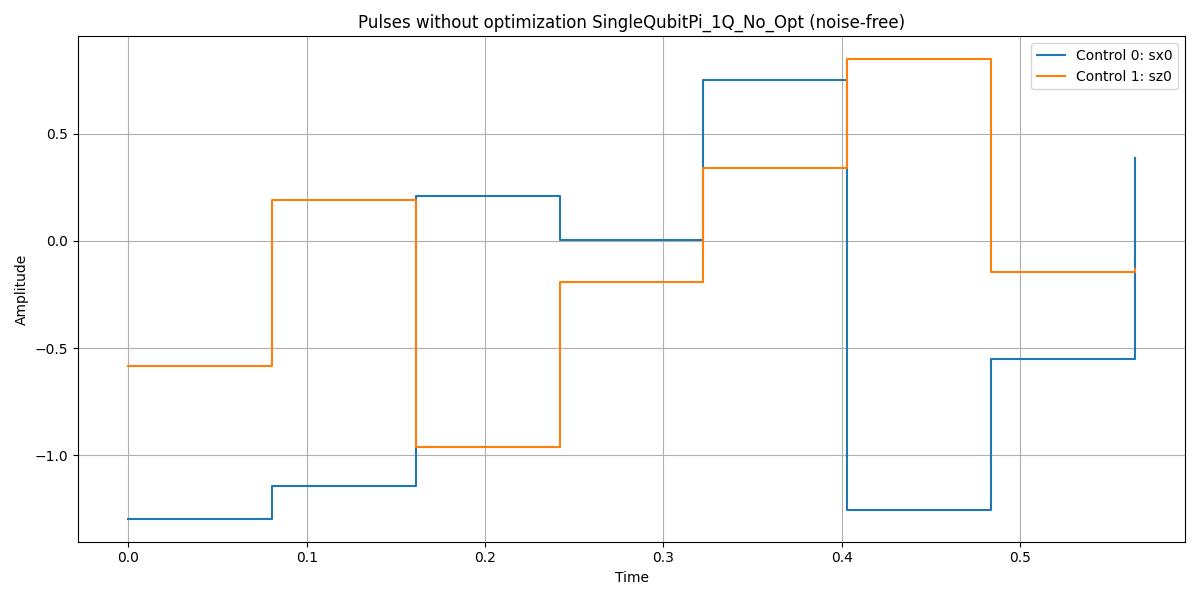 Pulses without optimization SingleQubitPi_1Q_No_Opt (noise-free)
Control 0: sx0
Control 1: sz0
Amplitude
0.5
0.0
−0.5
−1.0
0.0 0.1 0.2 0.3 0.4 0.5
Time